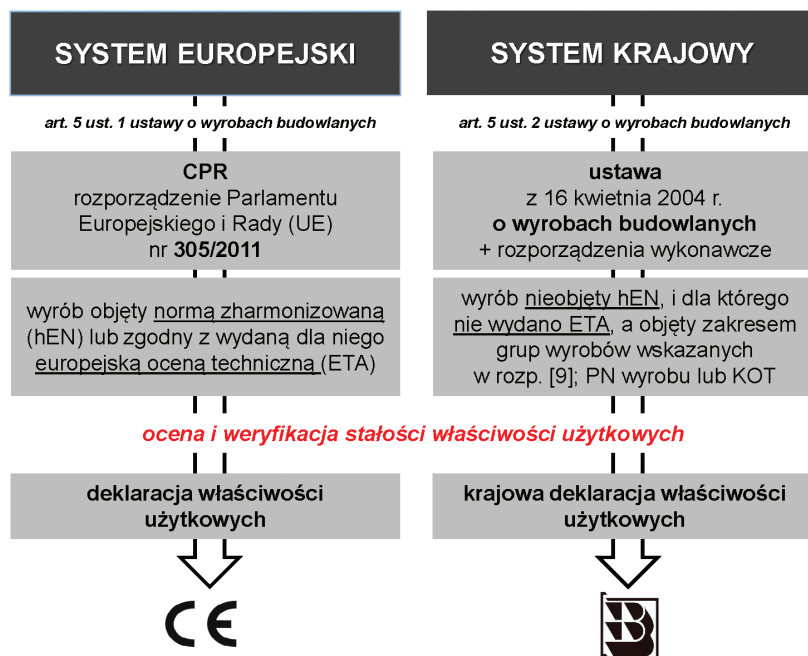 SYSTEM EUROPEJSKI
art. 5 ust. 1 ustawy o wyrobach budowlanych
CPR
rozporządzenie Parlamentu
Europejskiego i Rady (UE)
nr 305/2011
wyrób objęty normą zharmonizowaną
(hEN) lub zgodny z wydaną dla niego
europejską oceną techniczną (ETA)
SYSTEM KRAJOWY
art. 5 ust. 2 ustawy o wyrobach budowlanych
ustawa
z 16 kwietnia 2004 r.
o wyrobach budowlanych
+ rozporządzenia wykonawcze
wyrób nieobjęty hEN, i dla którego
nie wydano ETA, a objęty zakresem
grup wyrobów wskazanych
w rozp. [9]; PN wyrobu lub KOT
ocena i weryfikacja stałości właściwości użytkowych
deklaracja właściwości
użytkowych
CE
krajowa deklaracja właściwości
użytkowych
B